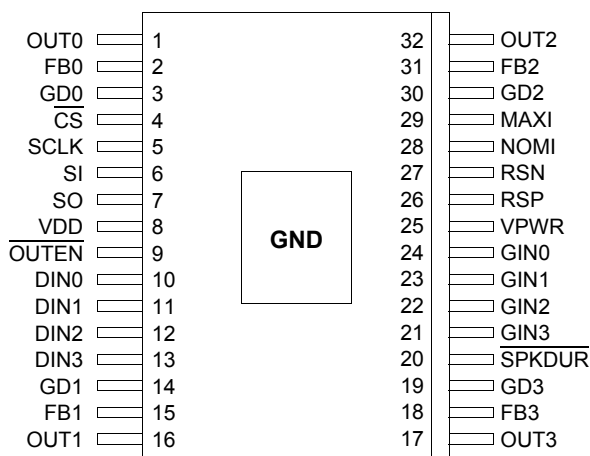 OUT0 1 32 OUT2
FB0 2 31 FB2
GD0 3 30 GD2
CS 4 29 MAXI
SCLK 5 28 NOMI
SI 6 27 RSN
SO 7 26 RSP
VDD 8 25 VPWR
OUTEN 9 GND 24 GIN0
DIN0 10 23 GIN1
DIN1 11 22 GIN2
DIN2 12 21 GIN3
DIN3 13 20 SPKDUR
GD1 14 19 GD3
FB1 15 18 FB3
OUT1 16 17 OUT3